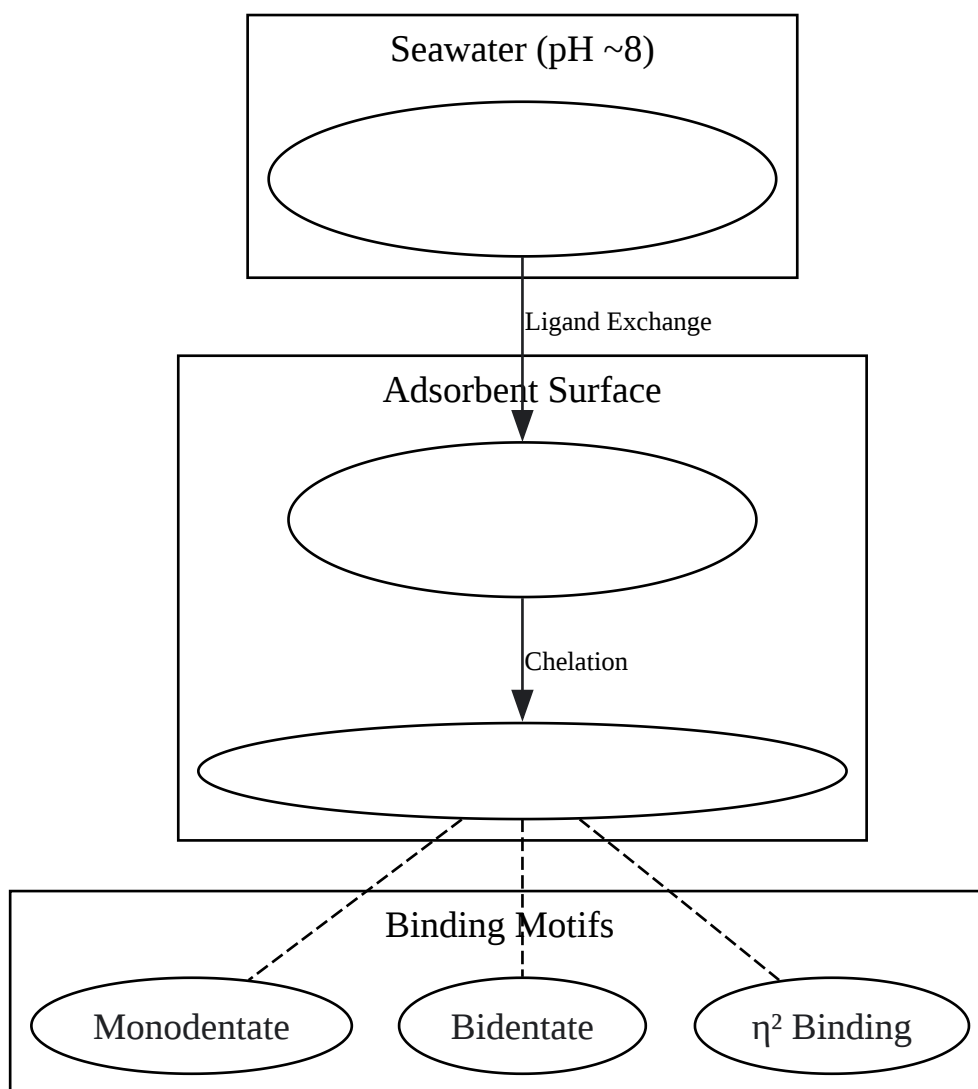 Seawater (pH ~8)
Ligand Exchange
Adsorbent Surface
Chelation
Binding Motifs
Monodentate
Bidentate
η² Binding